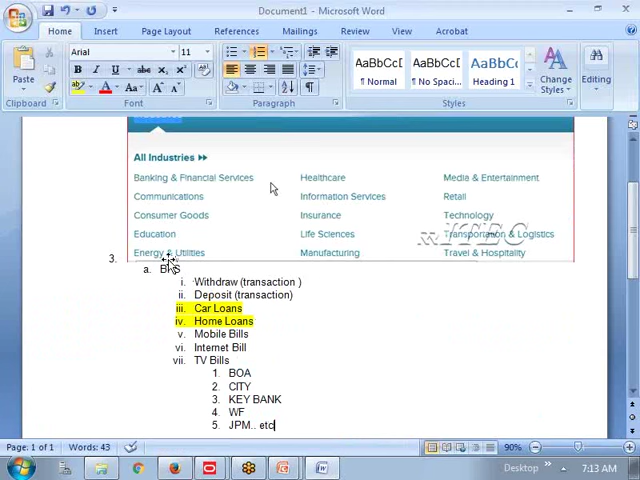 Document1 - Microsoft Word
Home Insert Page Layout References Mailings Review View Acrobat
Paste Arial 11 AaBbCcDc AaBbCcDc AaBbC Change Styles Editing
¶ Normal ¶ No Spaci... Heading 1
Clipboard Font Paragraph Styles
All Industries
Banking & Financial Services Healthcare Media & Entertainment
Communications Information Services Retail
Consumer Goods Insurance Technology
Education Life Sciences Transportation & Logistics
ITEC
Energy & Utilities Manufacturing Travel & Hospitality
3.
a.
i. Withdraw (transaction )
ii. Deposit (transaction)
iii. Car Loans
iv. Home Loans
v. Mobile Bills
vi. Internet Bill
vii. TV Bills
1. BOA
2. CITY
3. KEY BANK
4. WF
5. JPM.. etc
Page: 1 of 1 Words: 43 90%
Desktop 7:13 AM